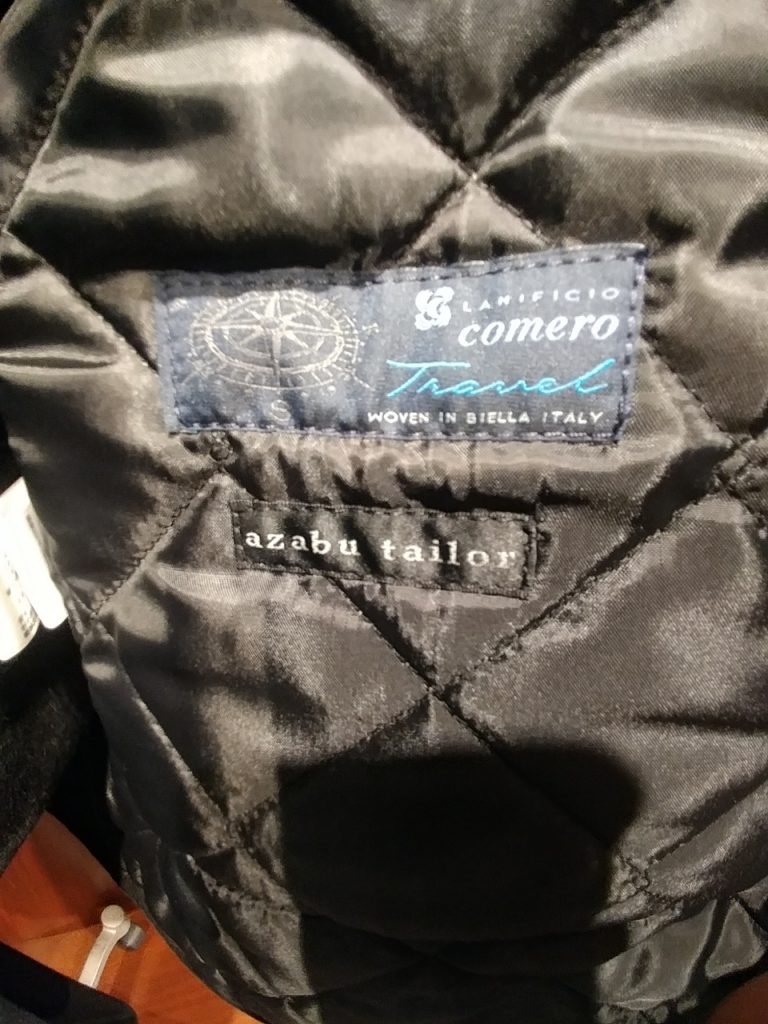 LANIFICIO
comero
Travel
WOVEN IN BIELLA ITALY
S
azabu tailor